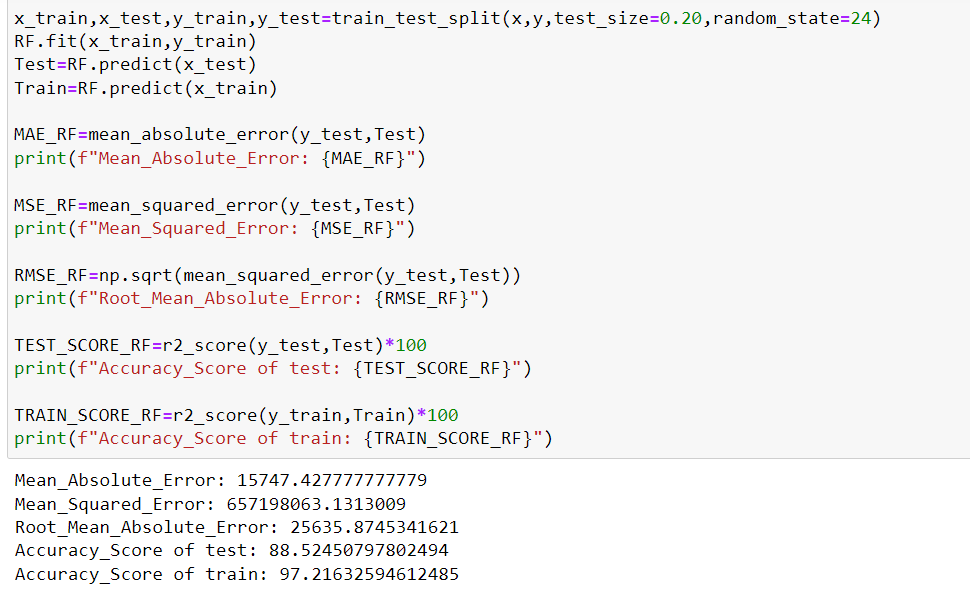 x_train,x_test,y_train,y_test=train_test_split(x,y,test_size=0.20,random_state=24)
RF.fit(x_train,y_train)
Test=RF.predict(x_test)
Train=RF.predict(x_train)
MAE_RF=mean_absolute_error(y_test,Test)
print(f"Mean_Absolute_Error: {MAE_RF}")
MSE_RF=mean_squared_error(y_test,Test)
print(f"Mean_Squared_Error: {MSE_RF}")
RMSE_RF=np.sqrt(mean_squared_error(y_test,Test))
print(f"Root_Mean_Absolute_Error: {RMSE_RF}")
TEST_SCORE_RF=r2_score(y_test,Test)*100
print(f"Accuracy_Score of test: {TEST_SCORE_RF}")
TRAIN_SCORE_RF=r2_score(y_train,Train)*100
print(f"Accuracy_Score of train: {TRAIN_SCORE_RF}")
Mean_Absolute_Error: 15747.427777777779
Mean_Squared_Error: 657198063.1313009
Root_Mean_Absolute_Error: 25635.8745341621
Accuracy_Score of test: 88.52450797802494
Accuracy_Score of train: 97.21632594612485